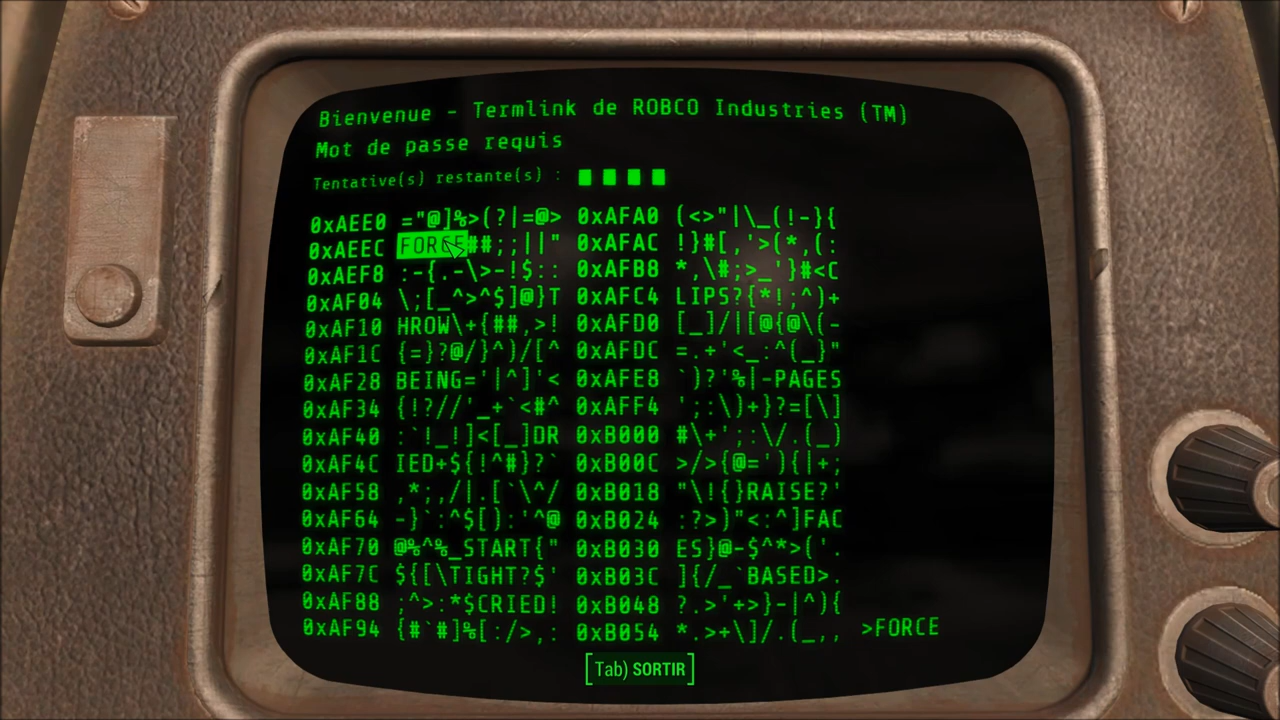 Bienvenue - Termlink de ROBCO Industries (TM)
Mot de passe requis
Tentative(s) restante(s) :
0xAEE0 ="@]%>(?|=@> 0xAFA0 (<>"|\_(!-}{
0xAEEC FORCE##;;||" 0xAFAC !}#[,'>(*,(:
0xAEF8 :-{.-\>-!$:: 0xAFB8 *,\#;>_'}#<C
0xAF04 \;[_^>^$]@}T 0xAFC4 LIPS?{*!;^)+
0xAF10 HROW\+{##,>! 0xAFD0 [_]/|[@{@\(-
0xAF1C {=}?@/}^)/[^ 0xAFDC =.+'<_:^(_}"
0xAF28 BEING='|^]'< 0xAFE8 `)?'%|-PAGES
0xAF34 {!?//'_+`<#^ 0xAFF4 ';:\)+}?=[\]
0xAF40 :`!_!]<[_]DR 0xB000 #\+';:\/.(_)
0xAF4C IED+${!^#}?` 0xB00C >/>{@='){|+;
0xAF58 ,*;,/|.[`\^/ 0xB018 "\!{}RAISE?'
0xAF64 -}`:^$[):'^@ 0xB024 :?>)"<:^]FAC
0xAF70 @%^%_START{" 0xB030 ES}@-$^*>('.
0xAF7C ${[\TIGHT?$' 0xB03C ]{/_`BASED>.
0xAF88 ;^>:*$CRIED! 0xB048 ?.>'+>}-|^){
0xAF94 {#`#]%[:/>,: 0xB054 *.>+\]/.(_,, >FORCE
[Tab) SORTIR]